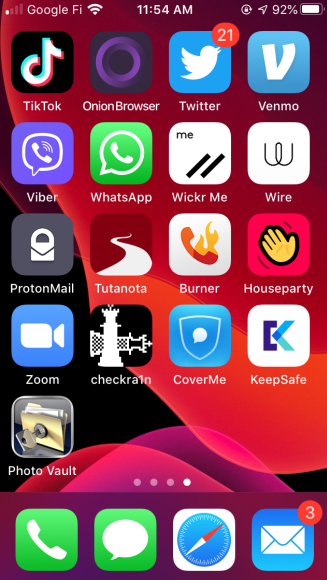 Google Fi 11:54 AM 92%
21
TikTok OnionBrowser Twitter Venmo
me
Viber WhatsApp Wickr Me Wire
ProtonMail Tutanota Burner Houseparty
Zoom checkra1n CoverMe KeepSafe
Photo Vault
3